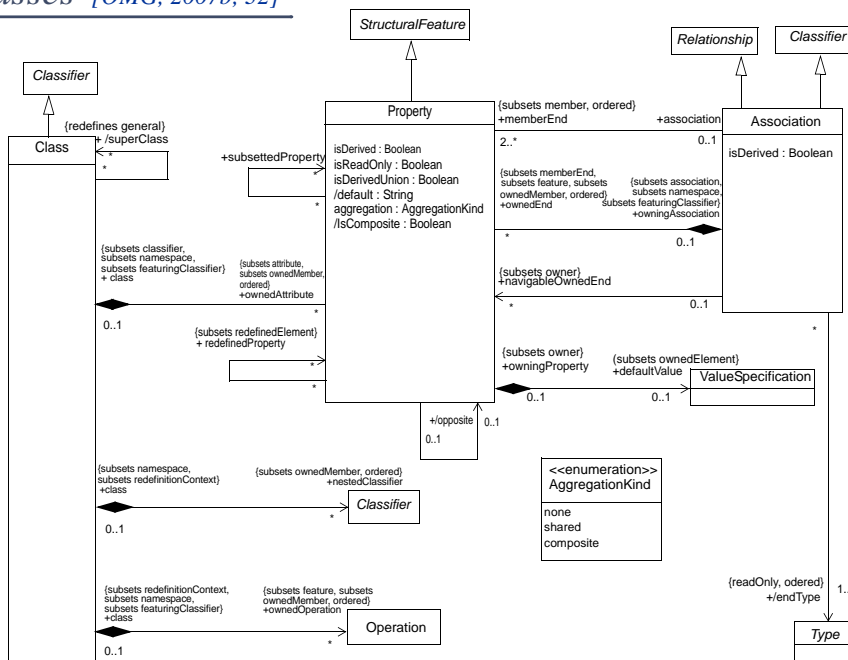 [OMG, 2007b, 32]
StructuralFeature
Relationship
Classifier
Classifier
{redefines general}
+ /superClass
*
*
Class
Property
isDerived : Boolean
isReadOnly : Boolean
isDerivedUnion : Boolean
/default : String
aggregation : AggregationKind
/IsComposite : Boolean
+subsettedProperty
*
*
{subsets member, ordered}
+memberEnd
2..*
+association
0..1
Association
isDerived : Boolean
{subsets memberEnd,
subsets feature, subsets
ownedMember, ordered}
+ownedEnd
*
{subsets association,
subsets namespace,
subsets featuringClassifier}
+owningAssociation
0..1
{subsets classifier,
subsets namespace,
subsets featuringClassifier}
+ class
0..1
{subsets attribute,
subsets ownedMember,
ordered}
+ownedAttribute
*
{subsets owner}
+navigableOwnedEnd
*
0..1
{subsets redefinedElement}
+ redefinedProperty
*
*
{subsets owner}
+owningProperty
0..1
(subsets ownedElement}
+defaultValue
0..1
ValueSpecification
*
+/opposite
0..1
0..1
{subsets namespace,
subsets redefinitionContext}
+class
0..1
{subsets ownedMember, ordered}
+nestedClassifier
*
Classifier
<<enumeration>>
AggregationKind
none
shared
composite
{subsets redefinitionContext,
subsets namespace,
subsets featuringClassifier}
+class
0..1
{subsets feature, subsets
ownedMember, ordered}
+ownedOperation
*
Operation
{readOnly, odered}
+/endType
1..
Type